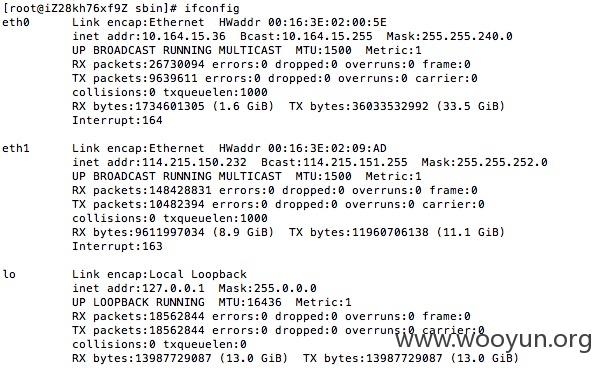 [root@iZ28kh76xf9Z sbin]# ifconfig
eth0 Link encap:Ethernet HWaddr 00:16:3E:02:00:5E
inet addr:10.164.15.36 Bcast:10.164.15.255 Mask:255.255.240.0
UP BROADCAST RUNNING MULTICAST MTU:1500 Metric:1
RX packets:26730094 errors:0 dropped:0 overruns:0 frame:0
TX packets:9639611 errors:0 dropped:0 overruns:0 carrier:0
collisions:0 txqueuelen:1000
RX bytes:1734601305 (1.6 GiB) TX bytes:36033532992 (33.5 GiB)
Interrupt:164
eth1 Link encap:Ethernet HWaddr 00:16:3E:02:09:AD
inet addr:114.215.150.232 Bcast:114.215.151.255 Mask:255.255.252.0
UP BROADCAST RUNNING MULTICAST MTU:1500 Metric:1
RX packets:148428831 errors:0 dropped:0 overruns:0 frame:0
TX packets:10482394 errors:0 dropped:0 overruns:0 carrier:0
collisions:0 txqueuelen:1000
RX bytes:9611997034 (8.9 GiB) TX bytes:11960706138 (11.1 GiB)
Interrupt:163
lo Link encap:Local Loopback
inet addr:127.0.0.1 Mask:255.0.0.0
UP LOOPBACK RUNNING MTU:16436 Metric:1
RX packets:18562844 errors:0 dropped:0 overruns:0 frame:0
TX packets:18562844 errors:0 dropped:0 overruns:0 carrier:0
collisions:0 txqueuelen:0
RX bytes:13987729087 (13.0 GiB) TX bytes:13987729087 (13.0 GiB)
www.wooyun.org